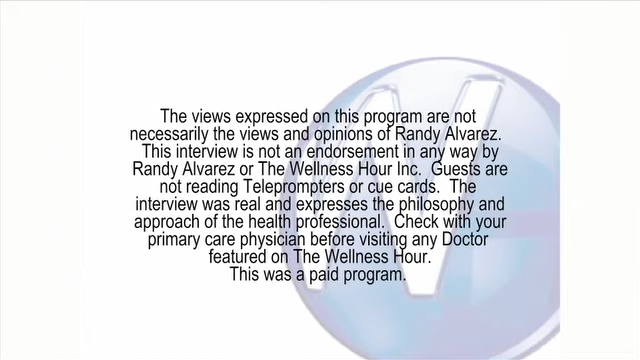 The views expressed on this program are not
necessarily the views and opinions of Randy Alvarez.
This interview is not an endorsement in any way by
Randy Alvarez or The Wellness Hour Inc.  Guests are
not reading Teleprompters or cue cards.  The
interview was real and expresses the philosophy and
approach of the health professional.  Check with your
primary care physician before visiting any Doctor
featured on The Wellness Hour.
This was a paid program.